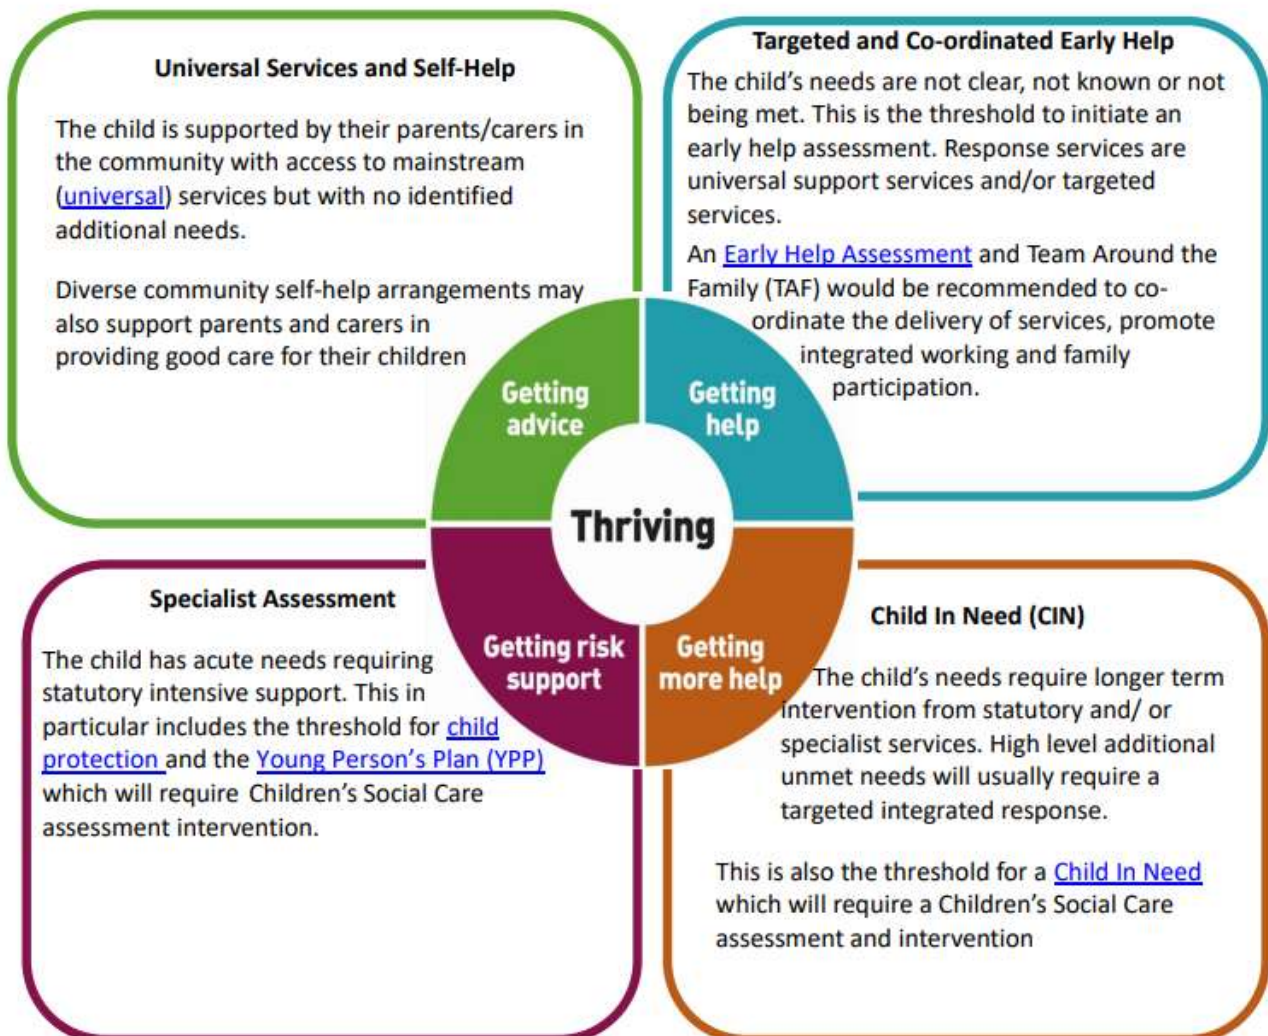 Universal Services and Self-Help
The child is supported by their parents/carers in
the community with access to mainstream
(universal) services but with no identified
additional needs.
Diverse community self-help arrangements may
also support parents and carers in
providing good care for their children
Targeted and Co-ordinated Early Help
The child’s needs are not clear, not known or not
being met. This is the threshold to initiate an
early help assessment. Response services are
universal support services and/or targeted
services.
An Early Help Assessment and Team Around the
Family (TAF) would be recommended to co-
ordinate the delivery of services, promote
integrated working and family
participation.
Getting
advice
Getting
help
Thriving
Getting risk
support
Getting
more help
Specialist Assessment
The child has acute needs requiring
statutory intensive support. This in
particular includes the threshold for child
protection and the Young Person’s Plan (YPP)
which will require Children’s Social Care
assessment intervention.
Child In Need (CIN)
The child’s needs require longer term
intervention from statutory and/ or
specialist services. High level additional
unmet needs will usually require a
targeted integrated response.
This is also the threshold for a Child In Need
which will require a Children’s Social Care
assessment and intervention